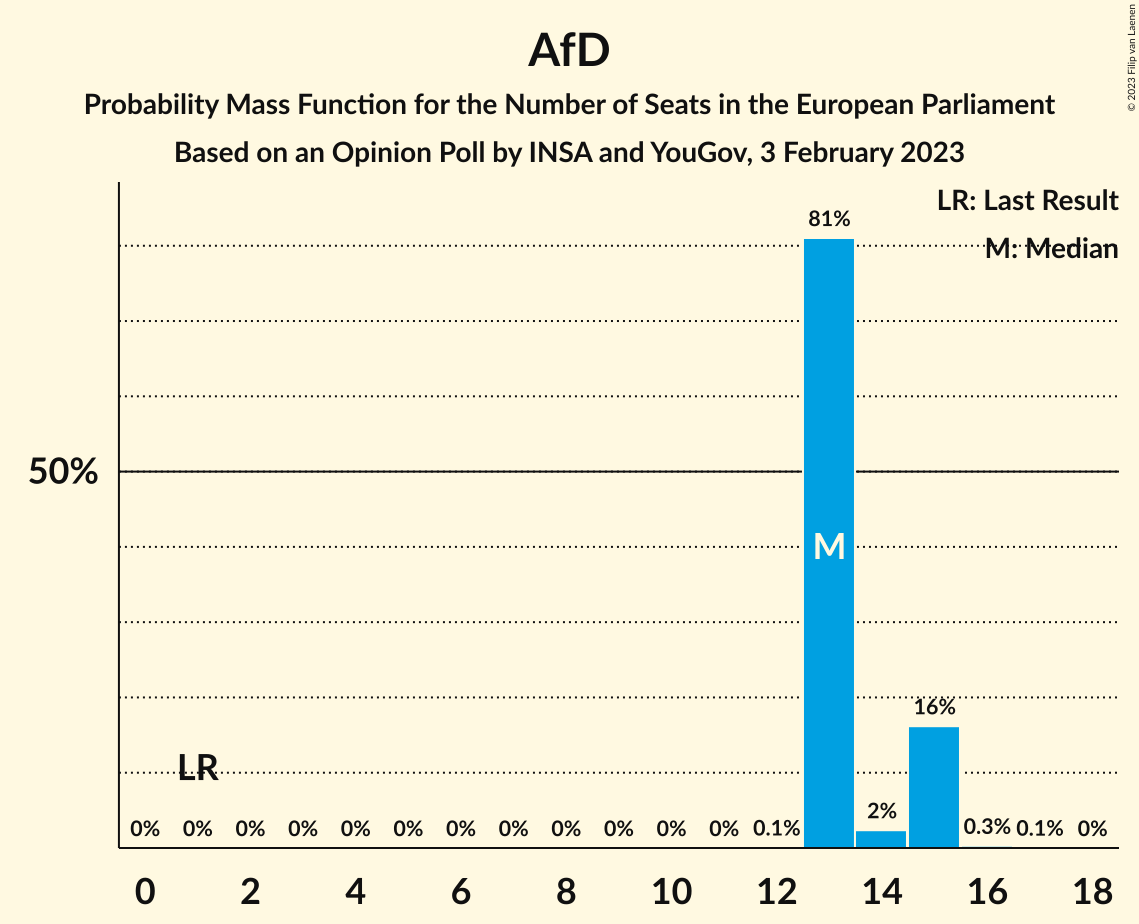 AfD
Probability Mass Function for the Number of Seats in the European Parliament
Based on an Opinion Poll by INSA and YouGov, 3 February 2023
© 2023 Filip van Laenen
LR: Last Result
M: Median
81%
50%
M
16%
LR
2%
0% 0% 0% 0% 0% 0% 0% 0% 0% 0% 0% 0% 0.1% 0.3% 0.1% 0%
0 2 4 6 8 10 12 14 16 18